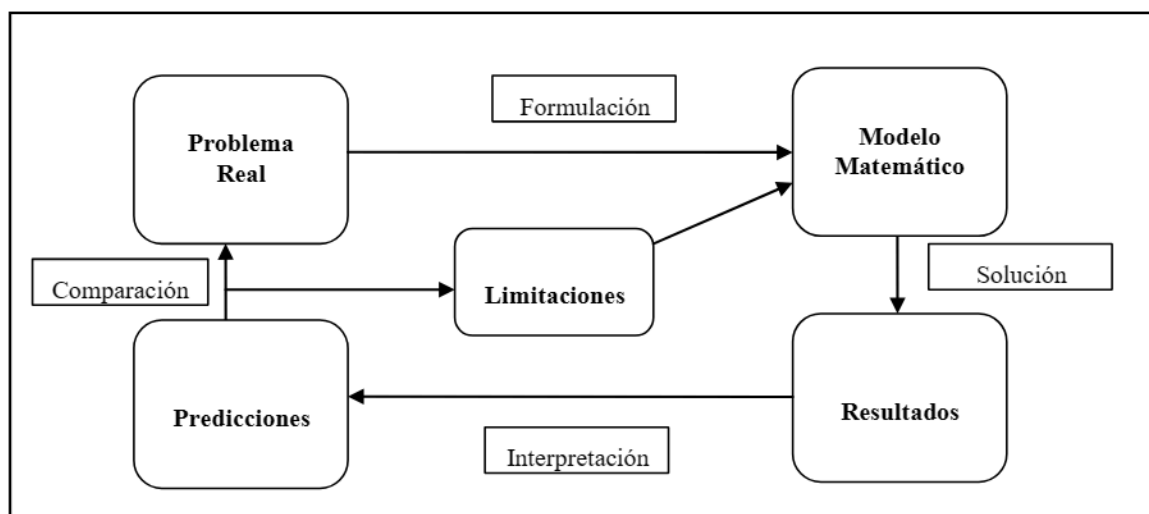 Formulación
Problema
Real
Modelo
Matemático
Comparación
Limitaciones
Solución
Predicciones
Resultados
Interpretación